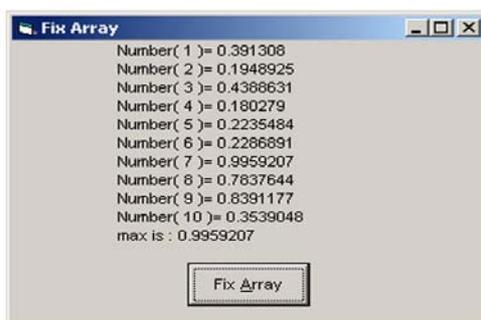 Fix Array
Number( 1 )= 0.391308
Number( 2 )= 0.1948925
Number( 3 )= 0.4388631
Number( 4 )= 0.180279
Number( 5 )= 0.2235484
Number( 6 )= 0.2286891
Number( 7 )= 0.9959207
Number( 8 )= 0.7837644
Number( 9 )= 0.8391177
Number( 10 )= 0.3539048
max is : 0.9959207
Fix Array